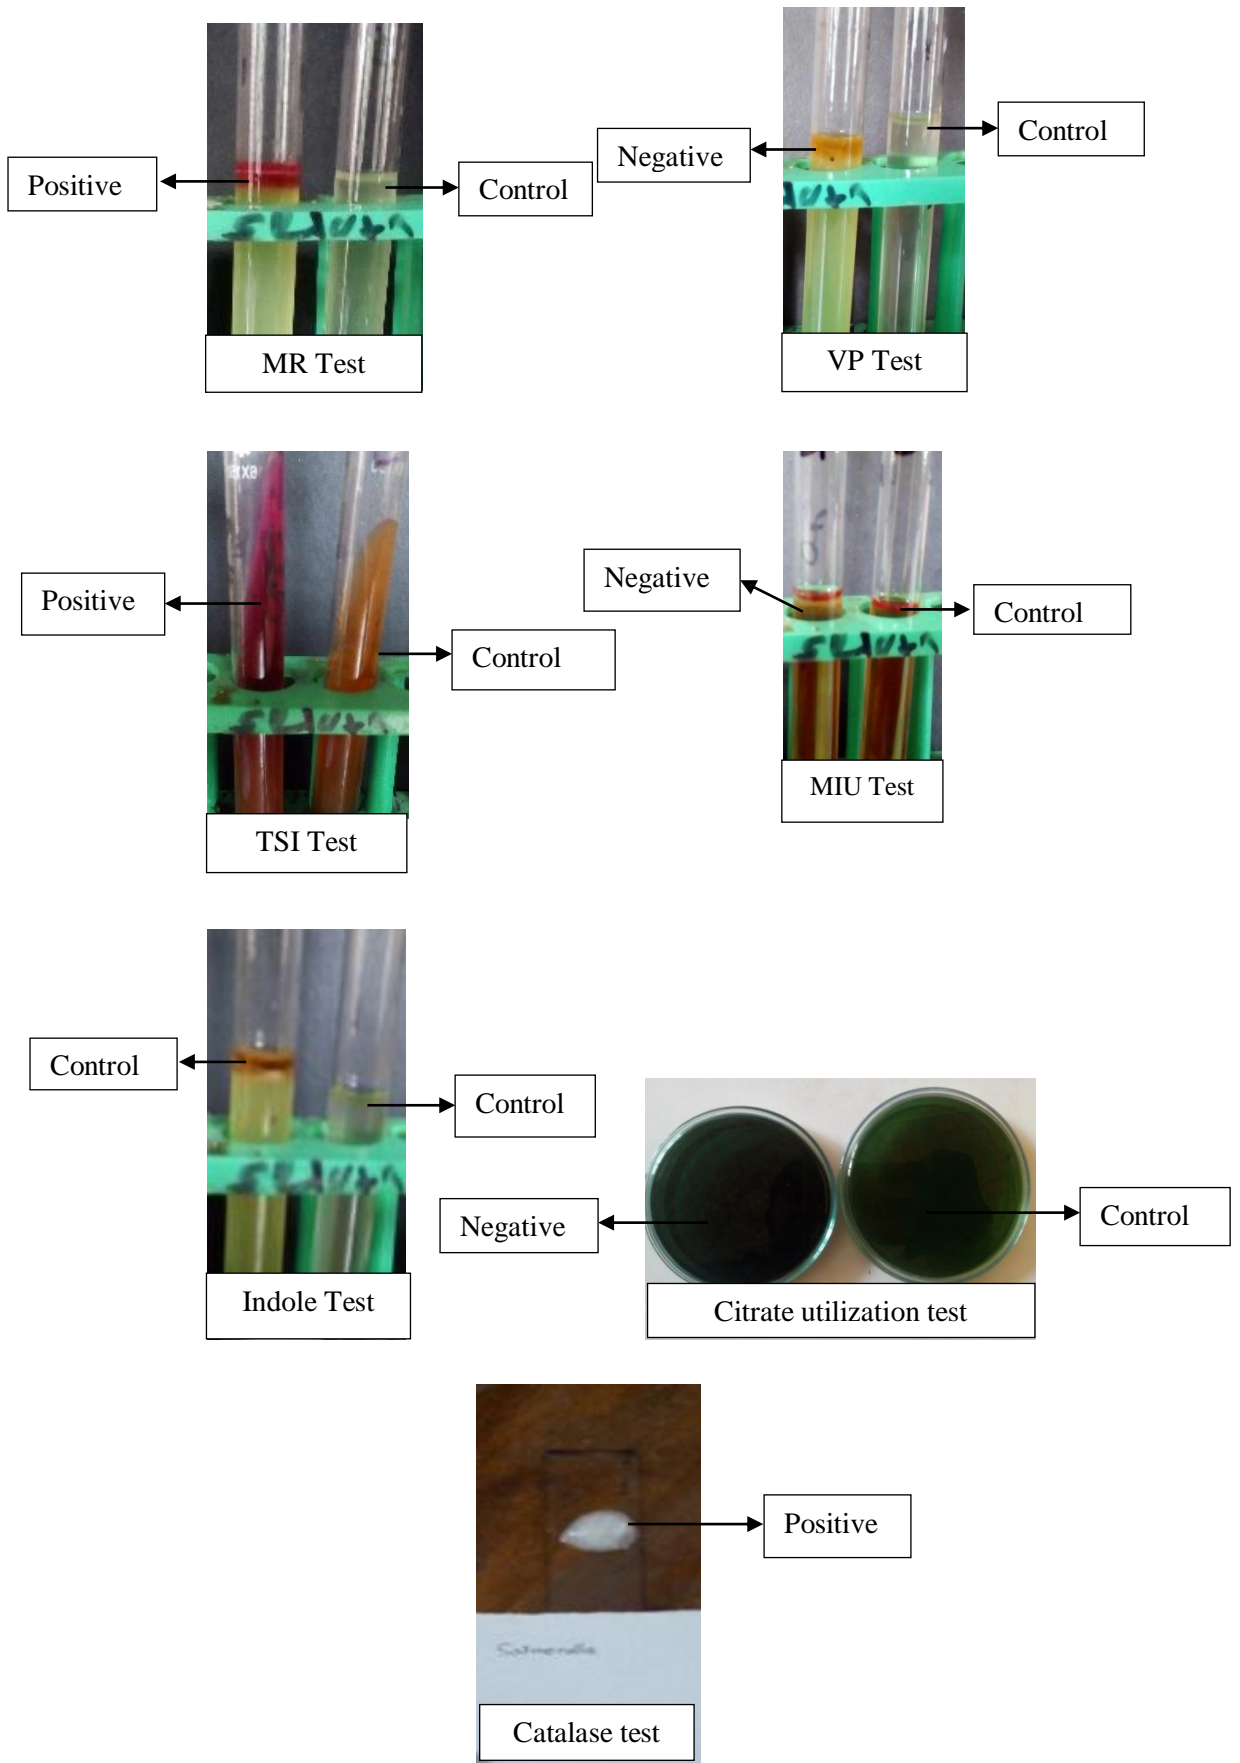 Positive
Control
MR Test
Negative
Control
VP Test
Positive
Control
TSI Test
Negative
Control
MIU Test
Control
Control
Indole Test
Negative
Control
Citrate utilization test
Positive
Salmonella
Catalase test